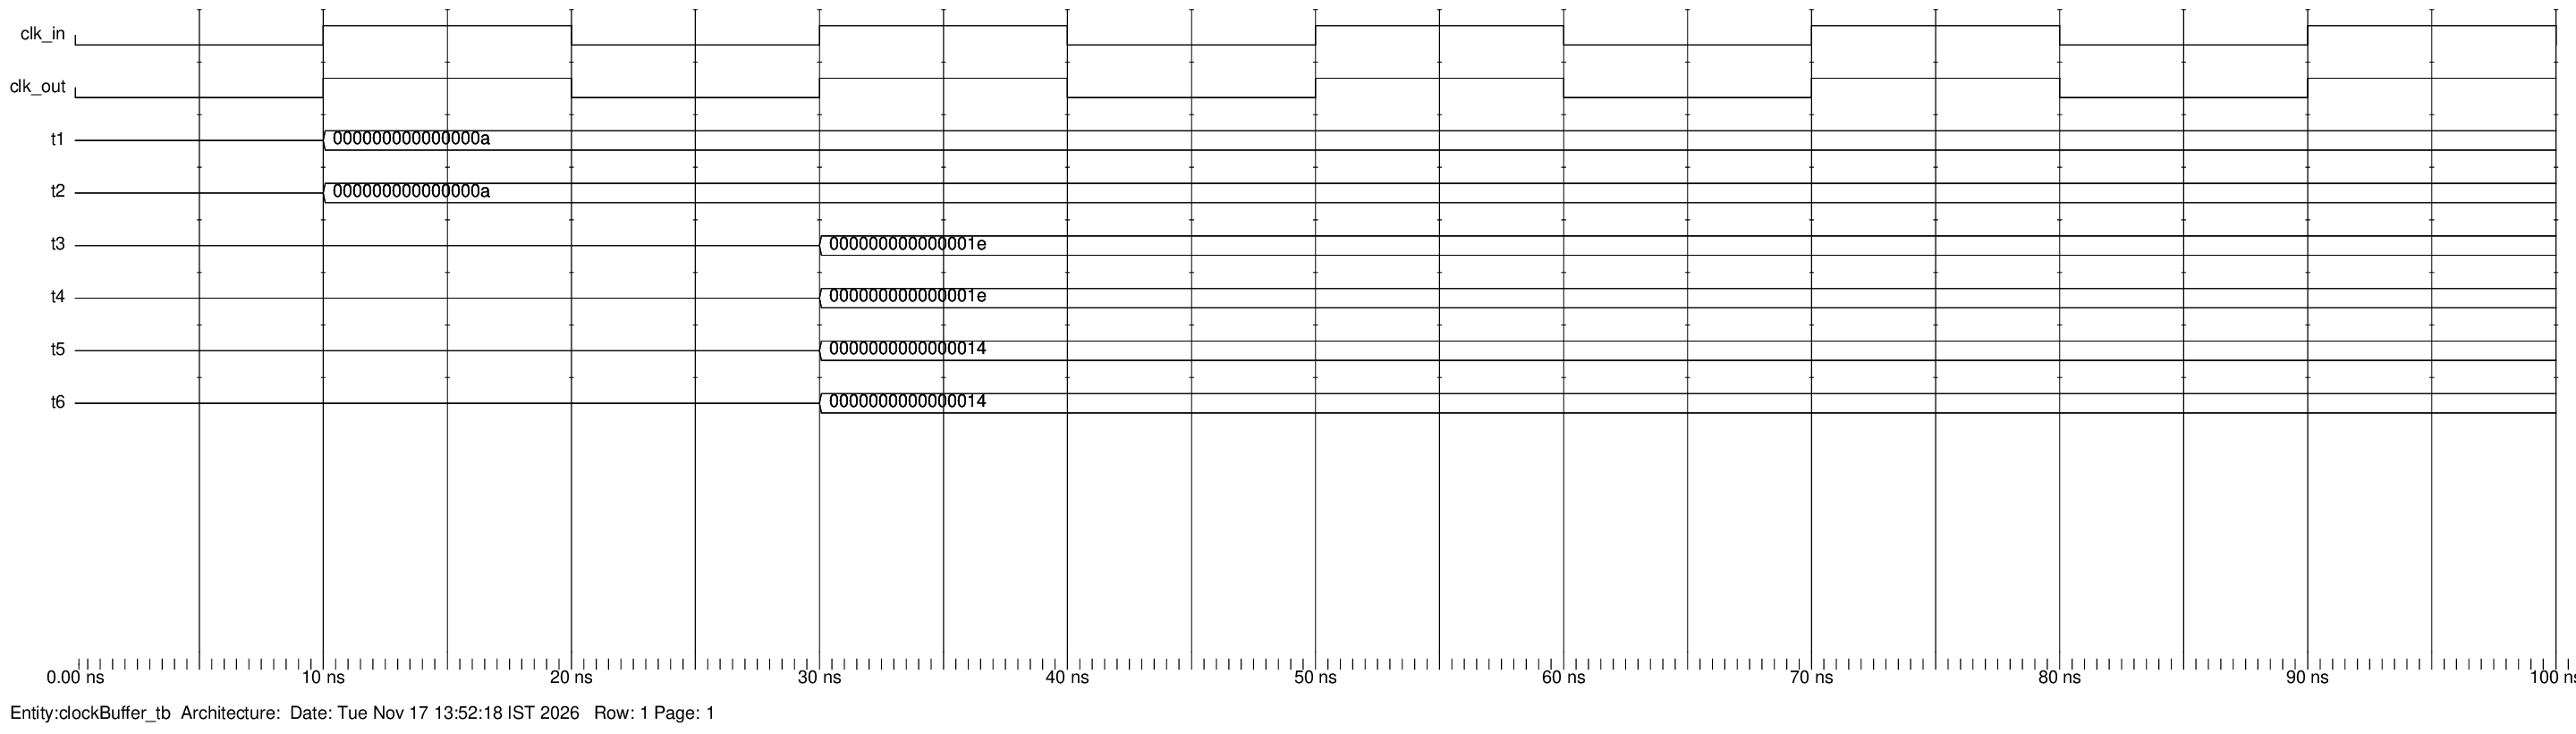 clk_in
clk_out
t1 000000000000000a
t2 000000000000000a
t3 000000000000001e
t4 000000000000001e
t5 0000000000000014
t6 0000000000000014
0.00 ns 10 ns 20 ns 30 ns 40 ns 50 ns 60 ns 70 ns 80 ns 90 ns 100 ns
Entity:clockBuffer_tb Architecture: Date: Tue Nov 17 13:52:18 IST 2026 Row: 1 Page: 1